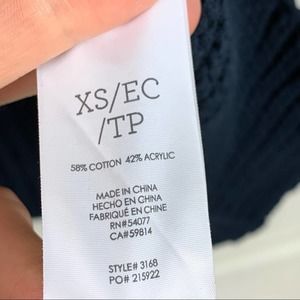 XS/EC
/TP
58% COTTON 42% ACRYLIC
MADE IN CHINA
HECHO EN CHINA
FABRIQUÉ EN CHINE
RN#54077
CA#59814
STYLE# 3168
PO# 215922